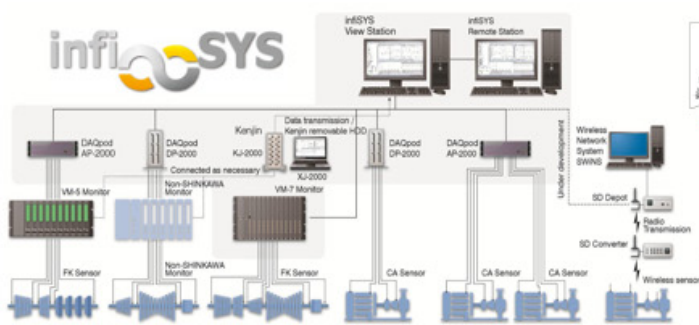 infiSYS
infiSYS
View Station
infiSYS
Remote Station
DAQpod
AP-2000
DAQpod
DP-2000
Kenjin
KJ-2000
Data transmission /
Kenjin removable HDD
XJ-2000
DAQpod
DP-2000
DAQpod
AP-2000
Under development
Wireless
Network
System
SWiNS
Connected as necessary
VM-5 Monitor
Non-SHINKAWA
Monitor
VM-7 Monitor
SD Depot
Radio
Transmission
SD Converter
Non-SHINKAWA
Monitor
FK Sensor
FK Sensor
CA Sensor
CA Sensor
CA Sensor
Wireless sensor